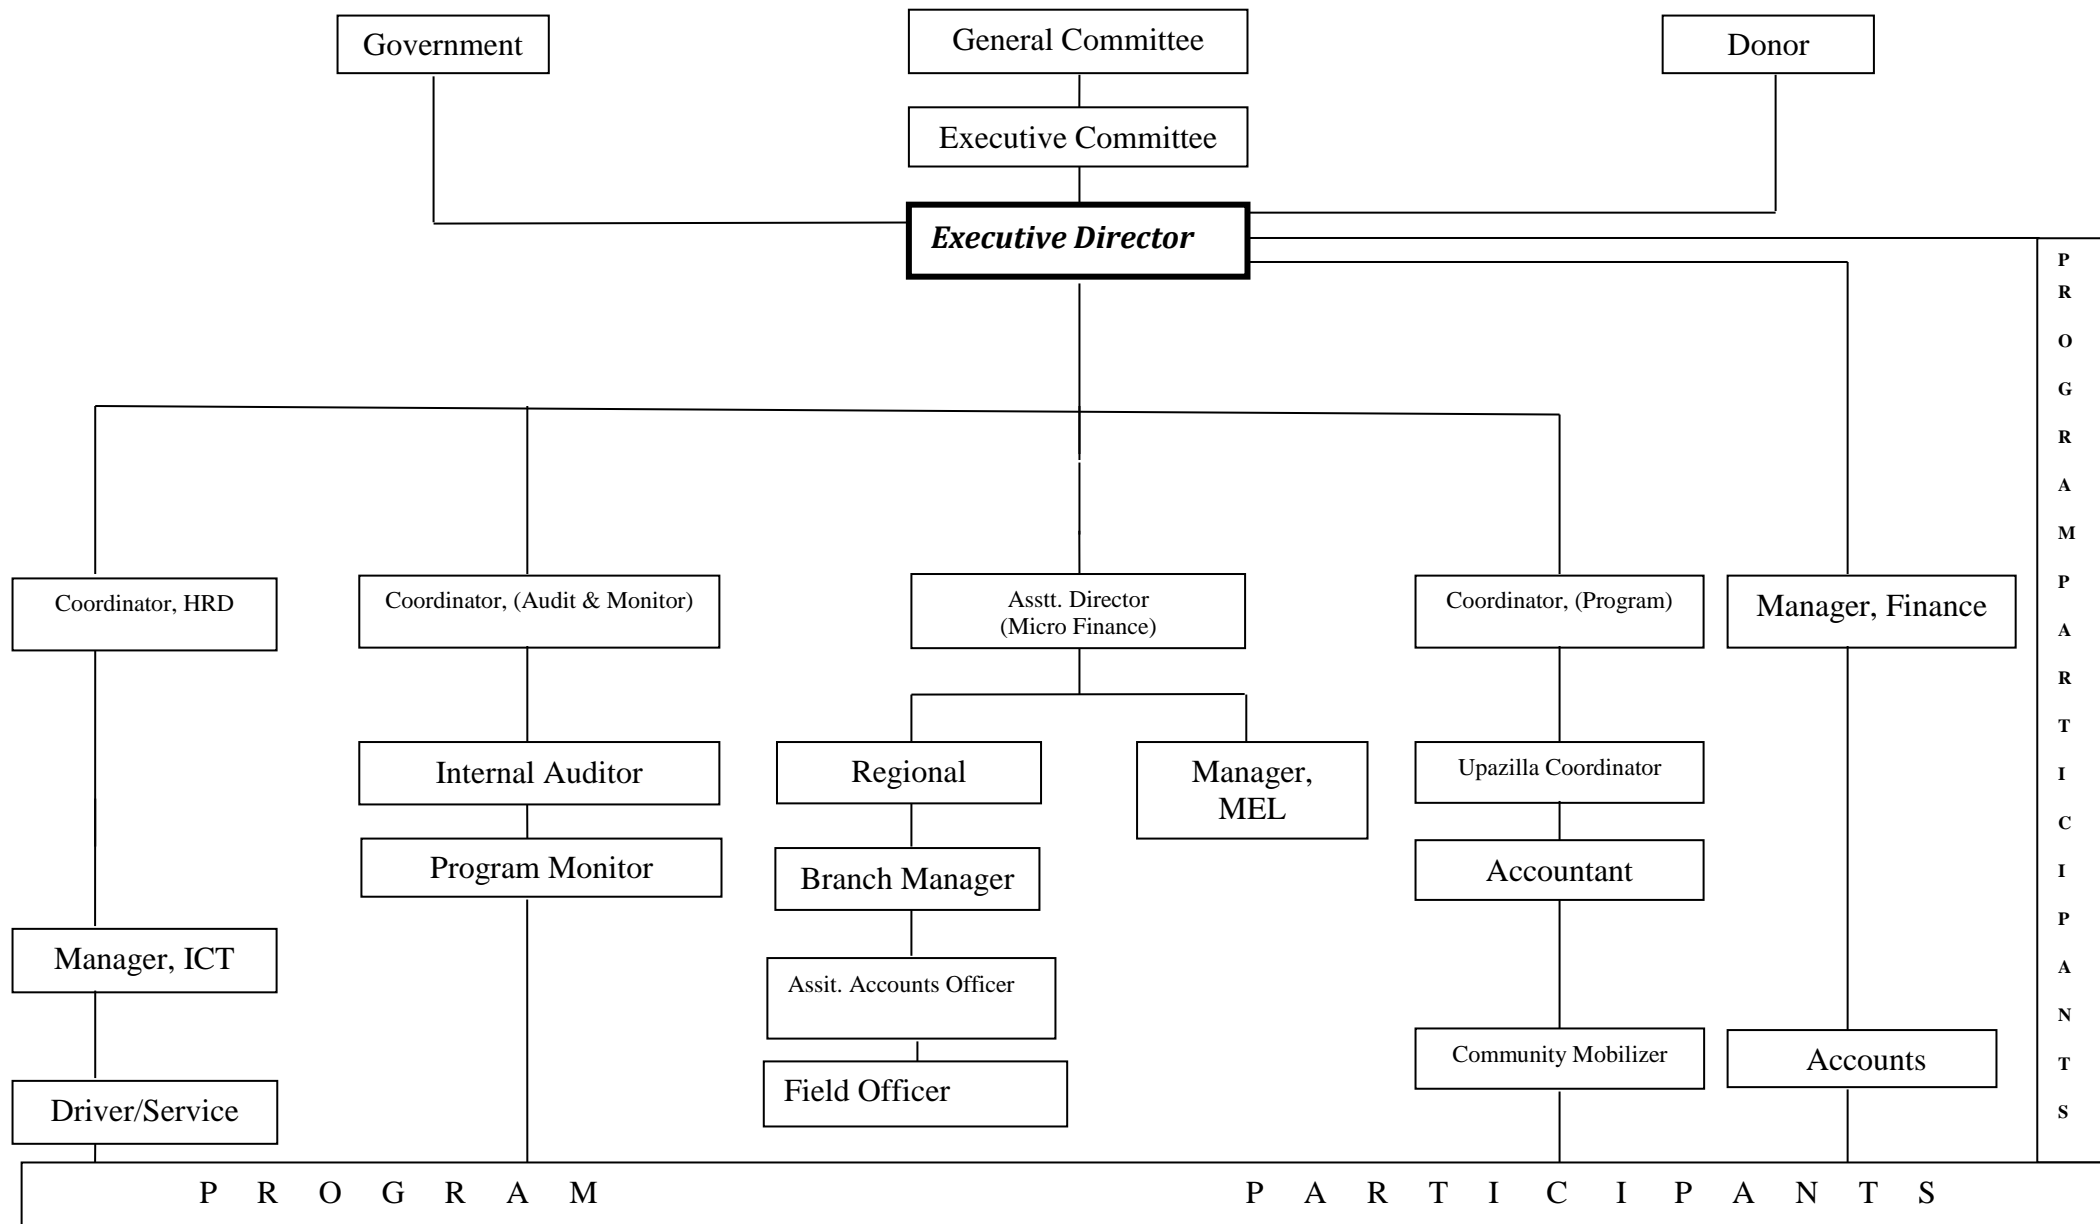 Government
General Committee
Donor
Executive Committee
Executive Director
Coordinator, HRD
Coordinator, (Audit & Monitor)
Asstt. Director
(Micro Finance)
Coordinator, (Program)
Manager, Finance
Internal Auditor
Regional
Manager,
MEL
Upazilla Coordinator
Program Monitor
Branch Manager
Accountant
Manager, ICT
Assit. Accounts Officer
Community Mobilizer
Accounts
Driver/Service
Field Officer
P R O G R A M P A R T I C I P A N T S
P R O G R A M P A R T I C I P A N T S